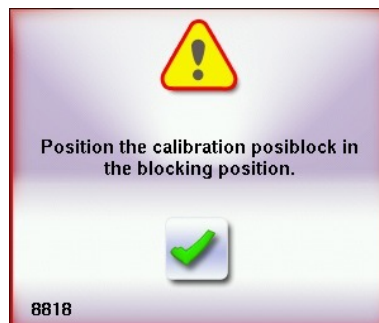 Position the calibration posiblock in
the blocking position.
8818